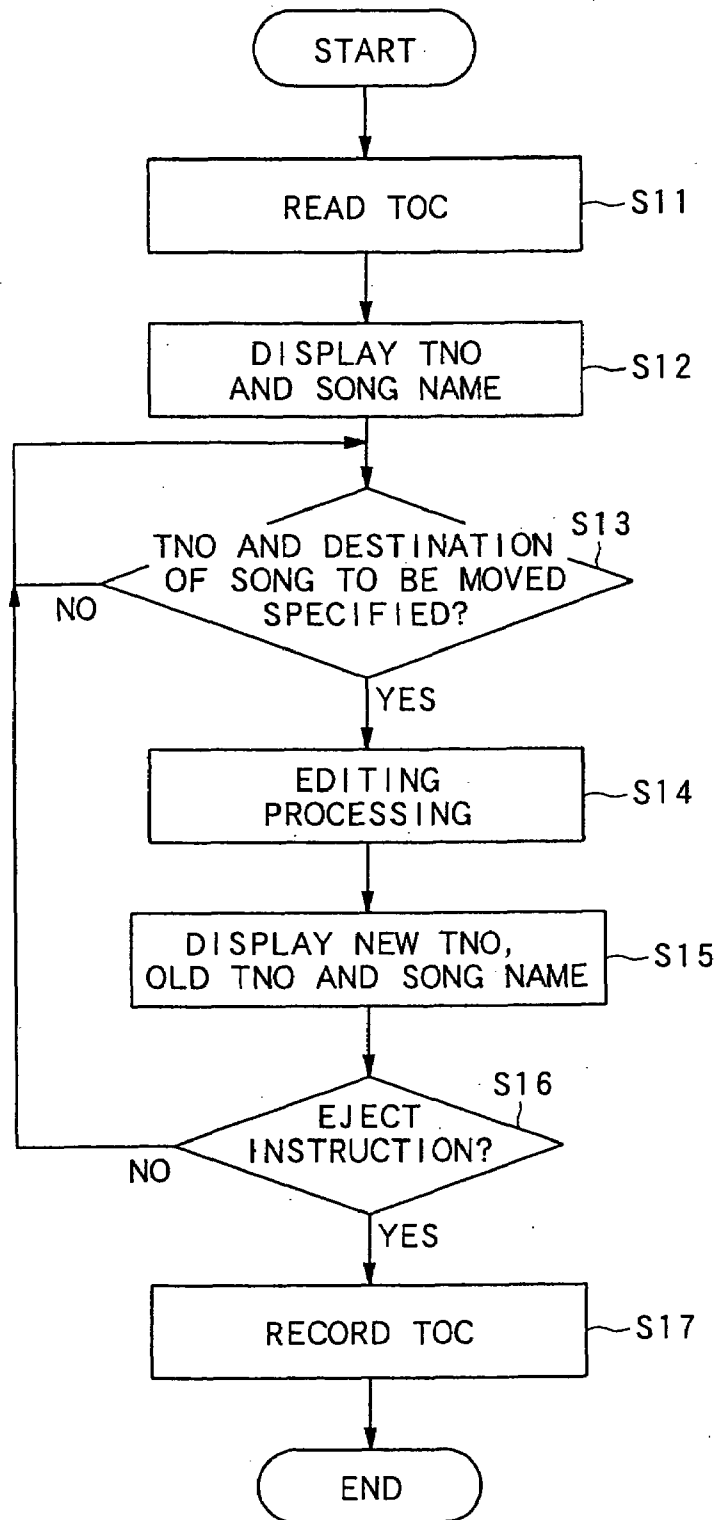 START
READ TOC
S11
DISPLAY TNO
AND SONG NAME
S12
S13
TNO AND DESTINATION
OF SONG TO BE MOVED
SPECIFIED?
NO
YES
EDITING
PROCESSING
S14
DISPLAY NEW TNO,
OLD TNO AND SONG NAME
S15
S16
EJECT
INSTRUCTION?
NO
YES
RECORD TOC
S17
END